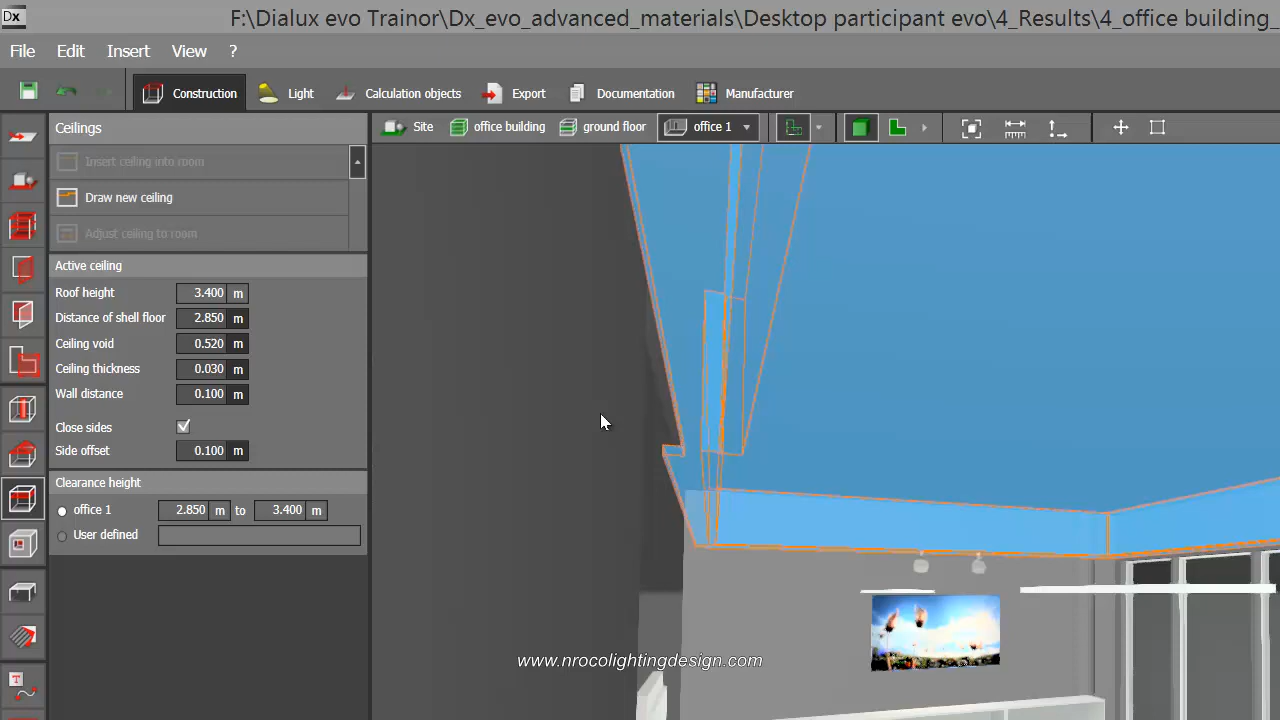 Dx
F:\Dialux evo Trainor\Dx_evo_advanced_materials\Desktop participant evo\4_Results\4_office building_
File Edit Insert View ?
Construction Light Calculation objects Export Documentation Manufacturer
Ceilings
Site office building ground floor office 1
Insert ceiling into room
Draw new ceiling
Adjust ceiling to room
Active ceiling
Roof height 3.400 m
Distance of shell floor 2.850 m
Ceiling void 0.520 m
Ceiling thickness 0.030 m
Wall distance 0.100 m
Close sides
Side offset 0.100 m
Clearance height
office 1 2.850 m to 3.400 m
User defined
T
www.nrocolightingdesign.com